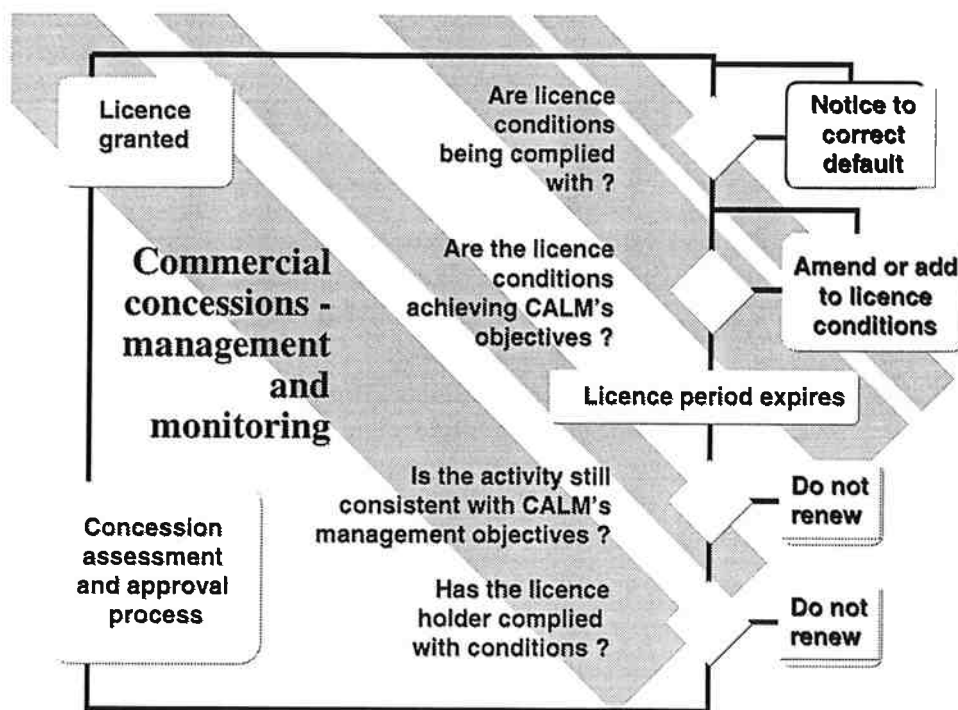 Licence
granted
Are licence
conditions
being complied
with ?
Notice to
correct
default
Commercial
concessions -
management
and
monitoring
Are the licence
conditions
achieving CALM's
objectives ?
Amend or add
to licence
conditions
Licence period expires
Is the activity still
consistent with CALM's
management objectives ?
Do not
renew
Concession
assessment
and approval
process
Has the licence
holder complied
with conditions ?
Do not
renew